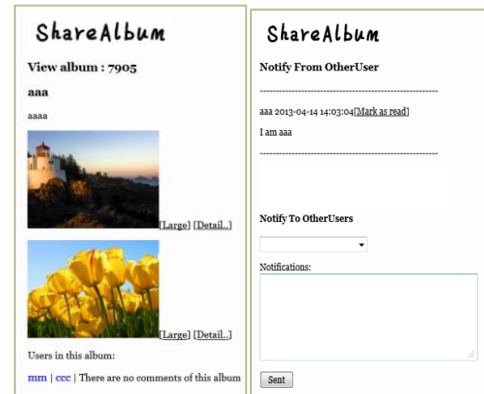 ShareAlbum
View album : 7905
aaa
aaaa
[Large] [Detail..]
[Large] [Detail..]
Users in this album:
mm | ccc | There are no comments of this album
ShareAlbum
Notify From OtherUser
--------------------------------------------------------
aaa 2013-04-14 14:03:04[Mark as read]
I am aaa
--------------------------------------------------------
Notify To OtherUsers
Notifications:
Sent